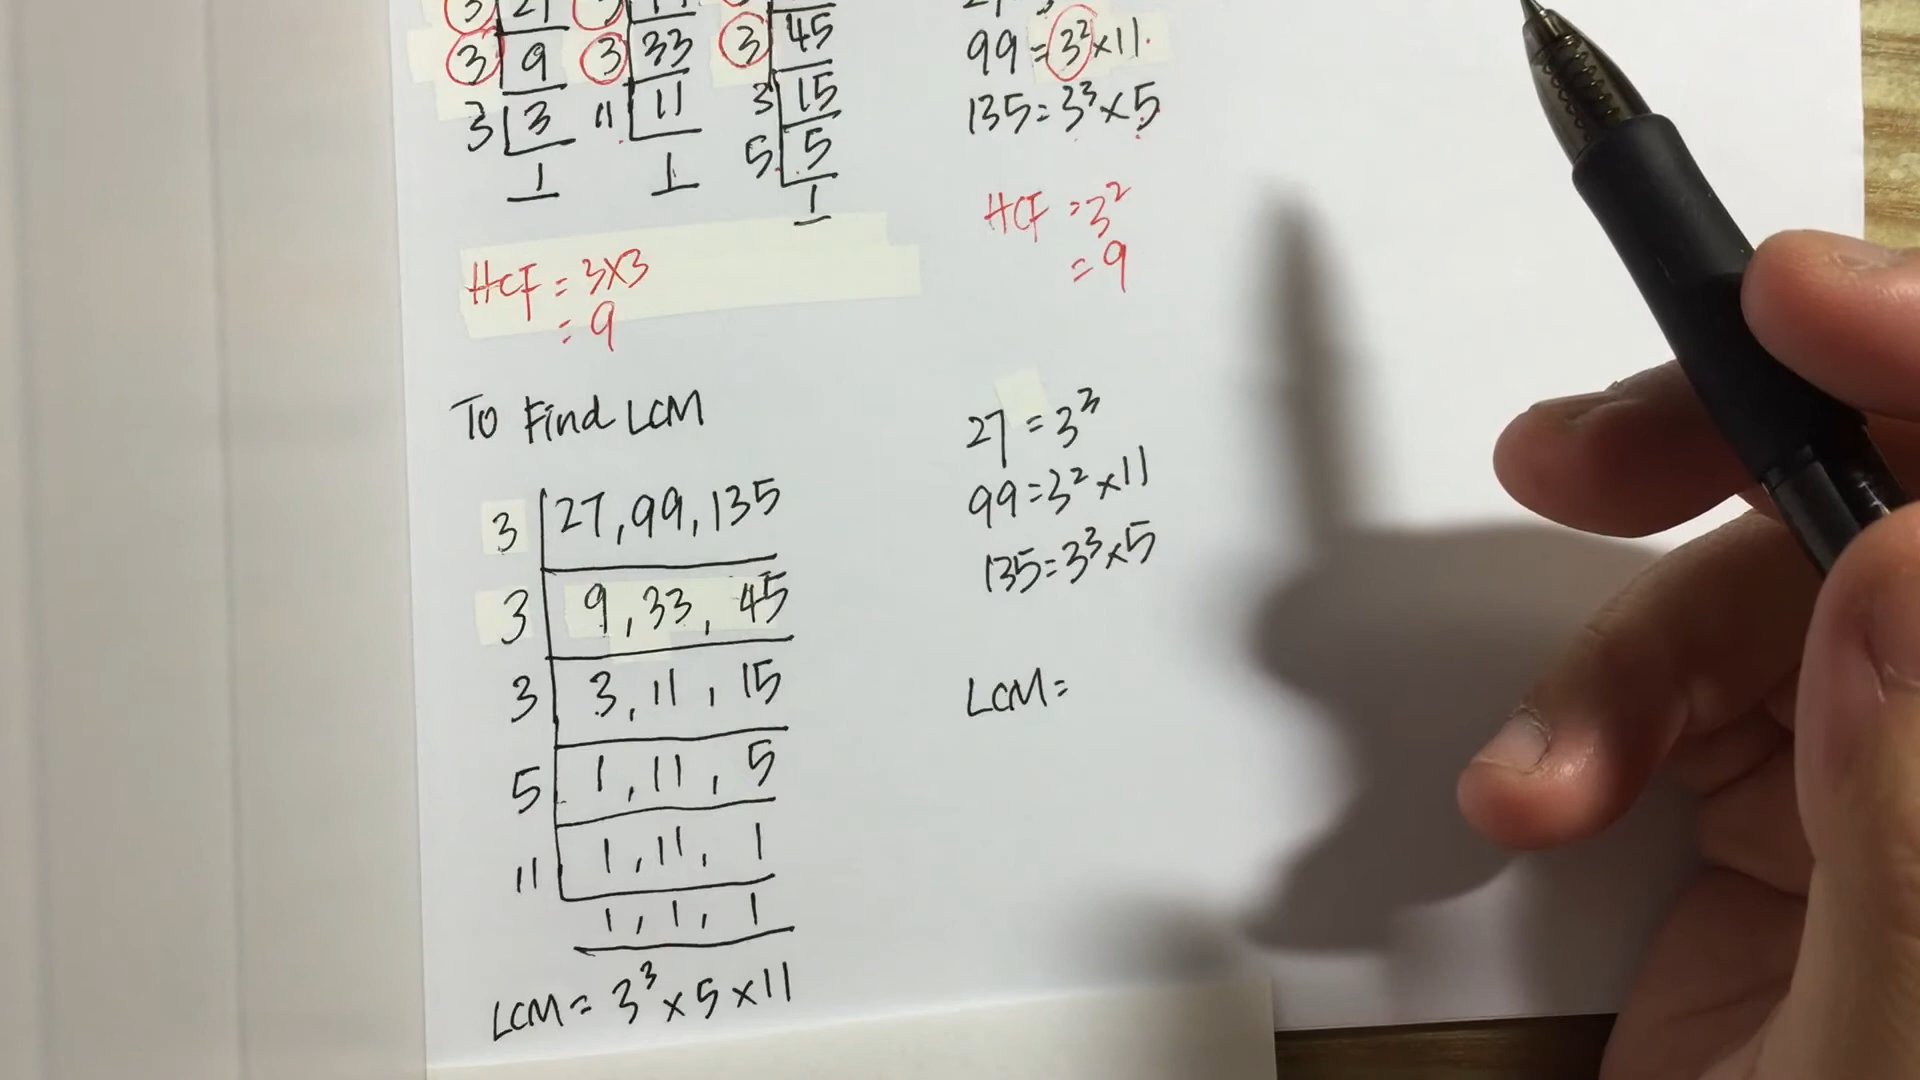 3 | 9 3 | 33 3 | 45
3 | 3 11 | 11 3 | 15
1 1 5 | 5
1
HCF = 3×3
= 9
99 = 3²×11
135 = 3³×5
HCF = 3²
= 9
To Find LCM
3 | 27, 99, 135
3 | 9, 33, 45
3 | 3, 11, 15
5 | 1, 11, 5
11 | 1, 11, 1
1, 1, 1
LCM = 3³ × 5 × 11
27 = 3³
99 = 3² × 11
135 = 3³ × 5
LCM =